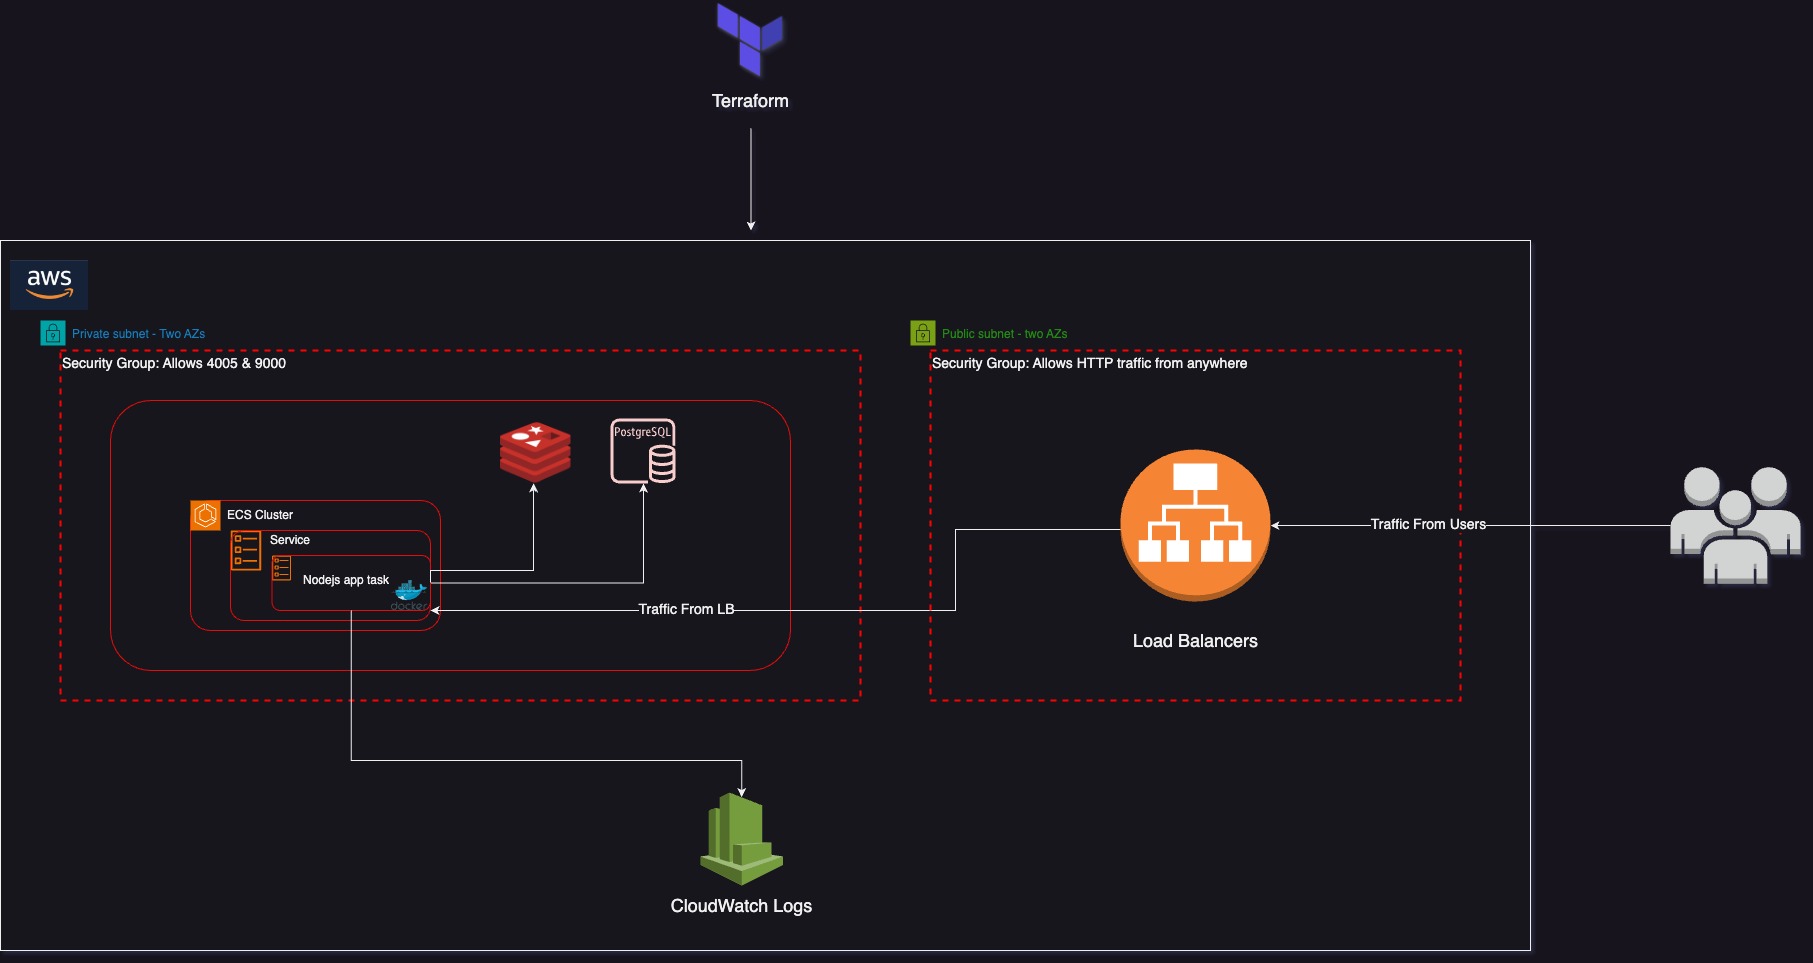 Terraform
aws
Private subnet - Two AZs
Public subnet - two AZs
Security Group: Allows 4005 & 9000
Security Group: Allows HTTP traffic from anywhere
PostgreSQL
ECS Cluster
Service
Nodejs app task
docker
Traffic From LB
Traffic From Users
Load Balancers
CloudWatch Logs